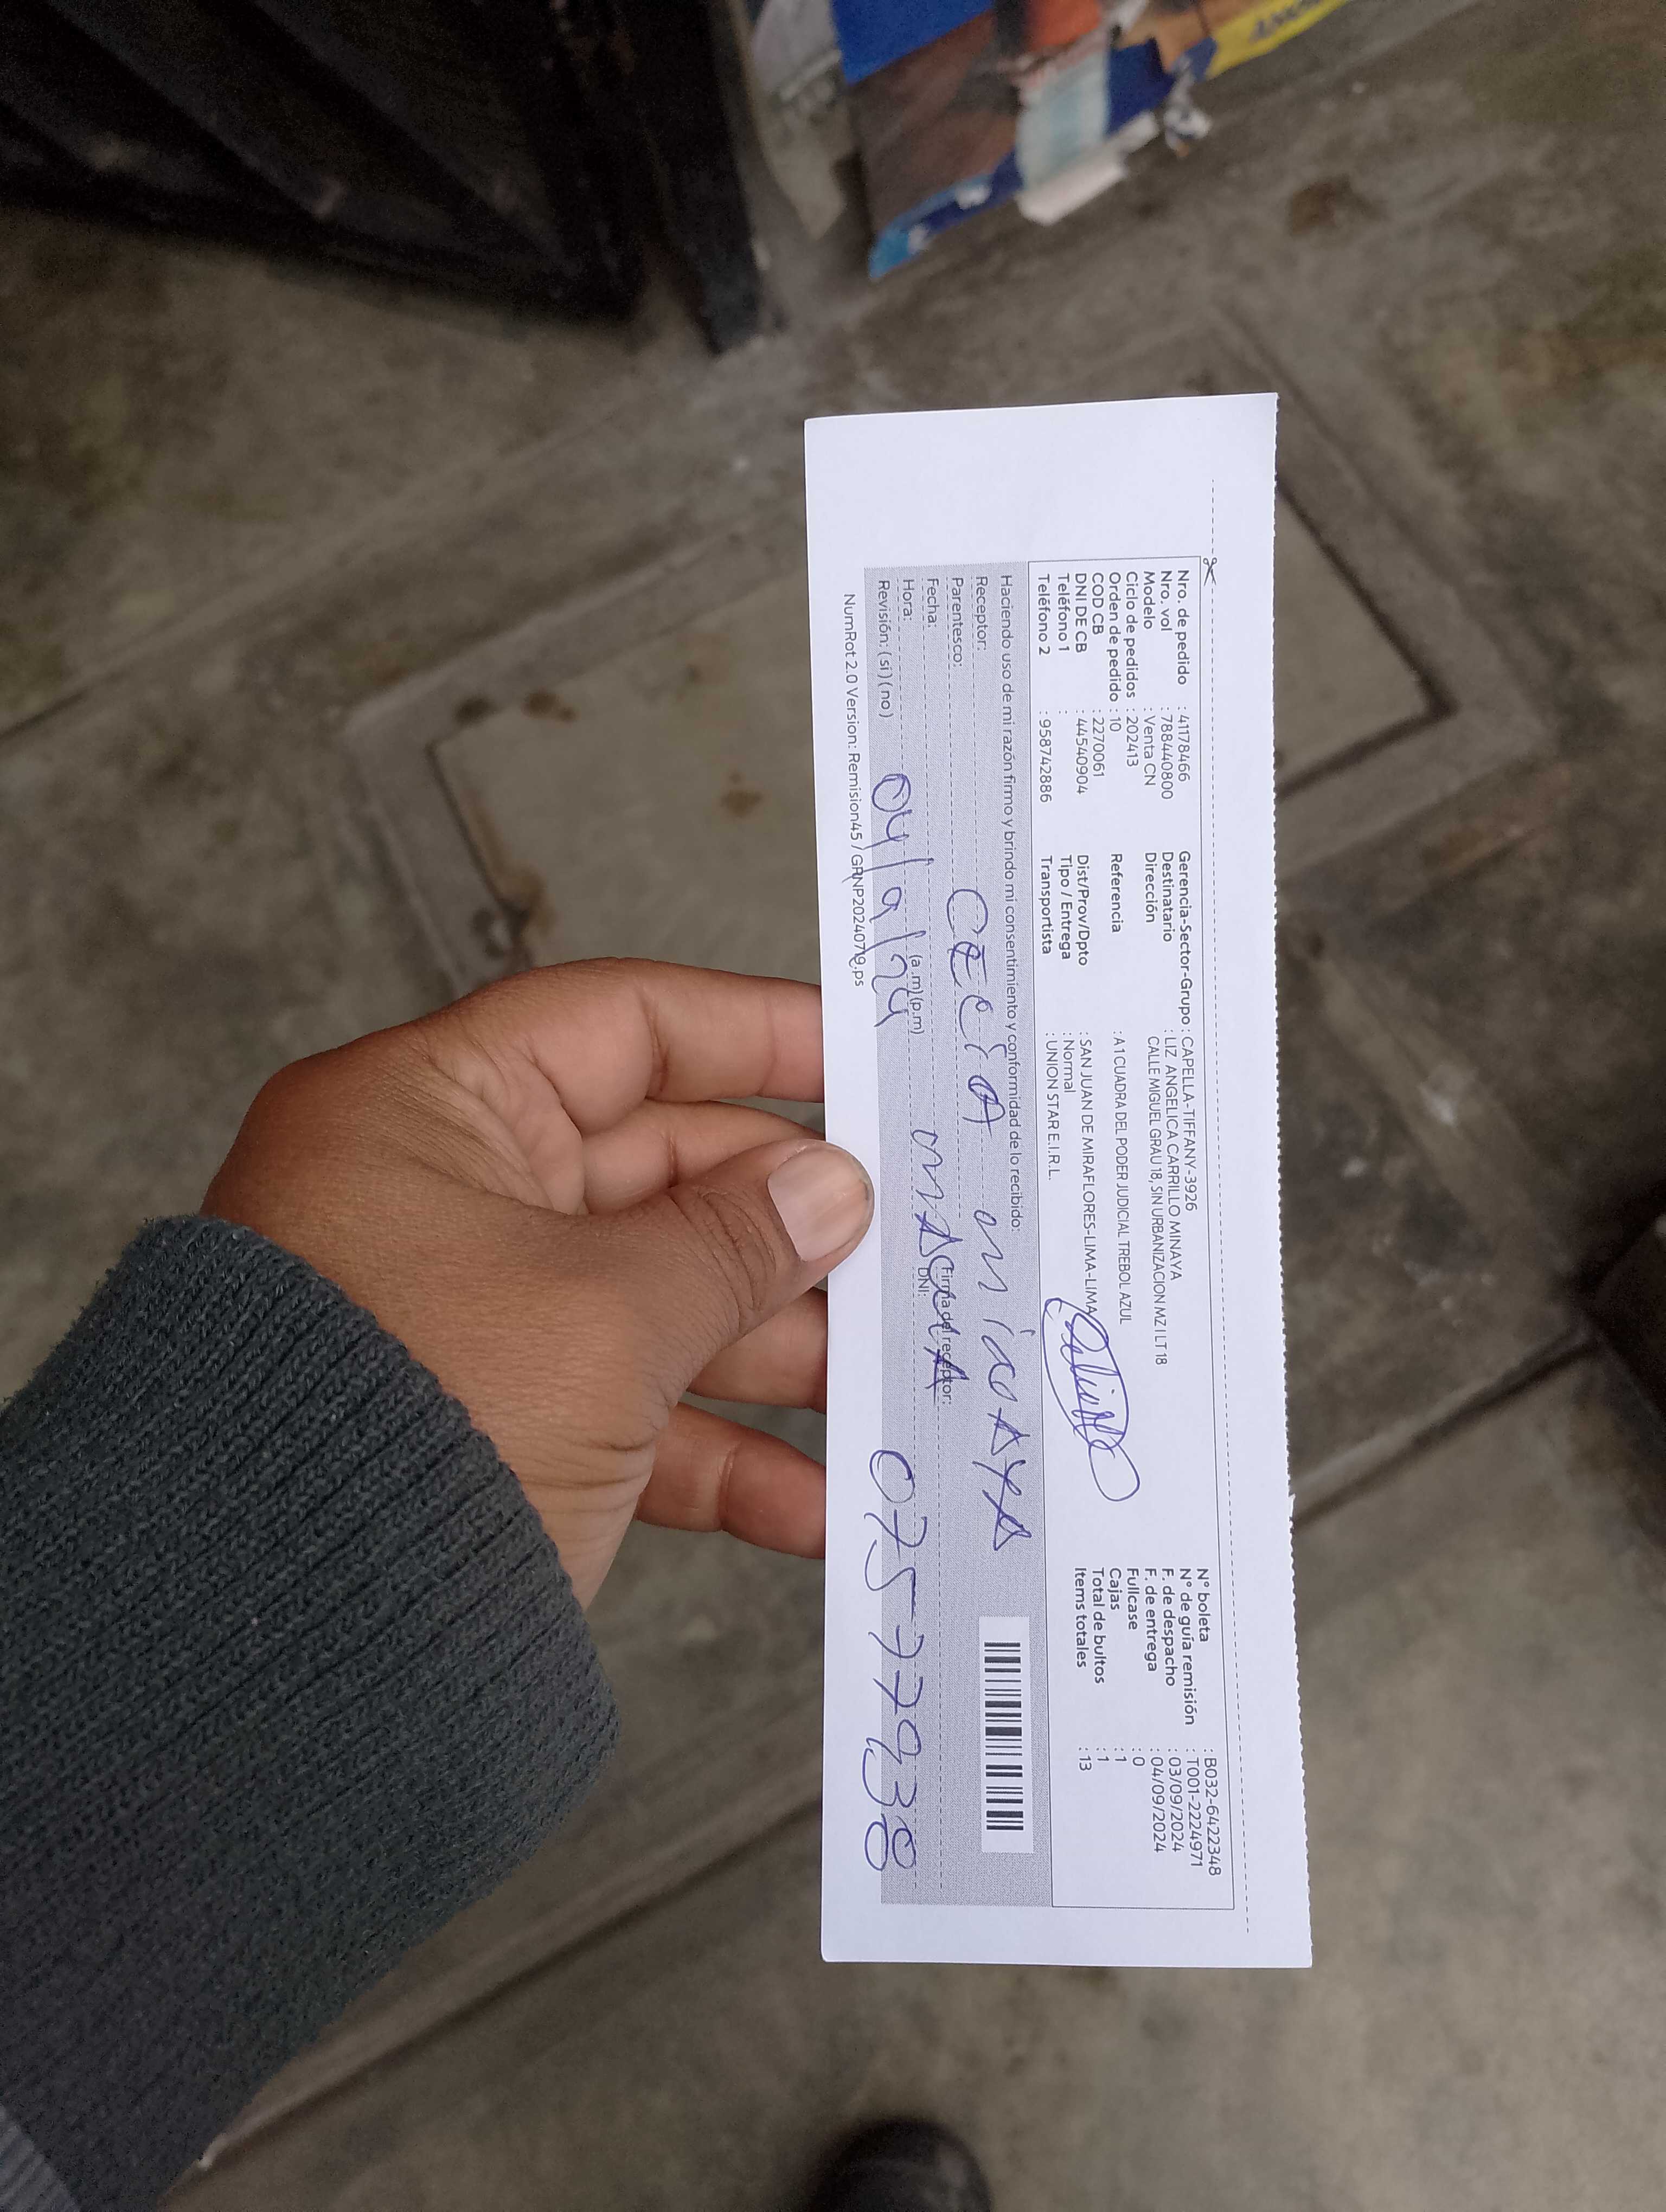 Nro. de pedido : 41178466
Nro. vol : 788440800
Modelo : Venta CN
Ciclo de pedidos : 202413
Orden de pedido : 10
COD CB : 2270061
DNI DE CB : 44540904
Teléfono 1 :
Teléfono 2 : 958742886
Gerencia-Sector-Grupo : CAPELLA-TIFFANY-3926
Destinatario : LIZ ANGELICA CARRILLO MINAYA
Dirección CALLE MIGUEL GRAU 18, SIN URBANIZACION MZ I LT 18
Referencia : A 1 CUADRA DEL PODER JUDICIAL TREBOL AZUL
Dist/Prov/Dpto : SAN JUAN DE MIRAFLORES-LIMA-LIMA
Tipo / Entrega : Normal
Transportista : UNION STAR E.I.R.L.
N° boleta : B032-6422348
N° de guía remisión : T001-2224971
F. de despacho : 03/09/2024
F. de entrega : 04/09/2024
Fullcase : 0
Cajas : 1
Total de bultos : 1
Items totales : 13
Haciendo uso de mi razón firmo y brindo mi consentimiento y conformidad de lo recibido:
Receptor:
Parentesco:
Fecha:
Hora: (a.m) (p.m)
Revisión: (si) (no)
Firma del receptor:
DNI:
MINAYA
04/9/24
07577938
NumRot 2.0 Version: Remision45 / GRNP20240719.ps